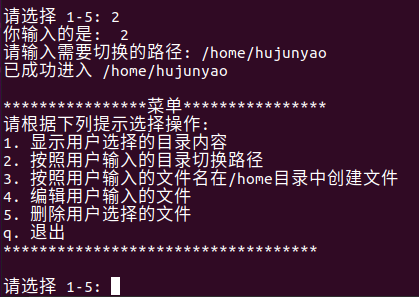 请选择 1-5: 2
你输入的是:  2
请输入需要切换的路径: /home/hujunyao
已成功进入 /home/hujunyao
****************菜单****************
请根据下列提示选择操作:
1. 显示用户选择的目录内容
2. 按照用户输入的目录切换路径
3. 按照用户输入的文件名在/home目录中创建文件
4. 编辑用户输入的文件
5. 删除用户选择的文件
q. 退出
***********************************
请选择 1-5: